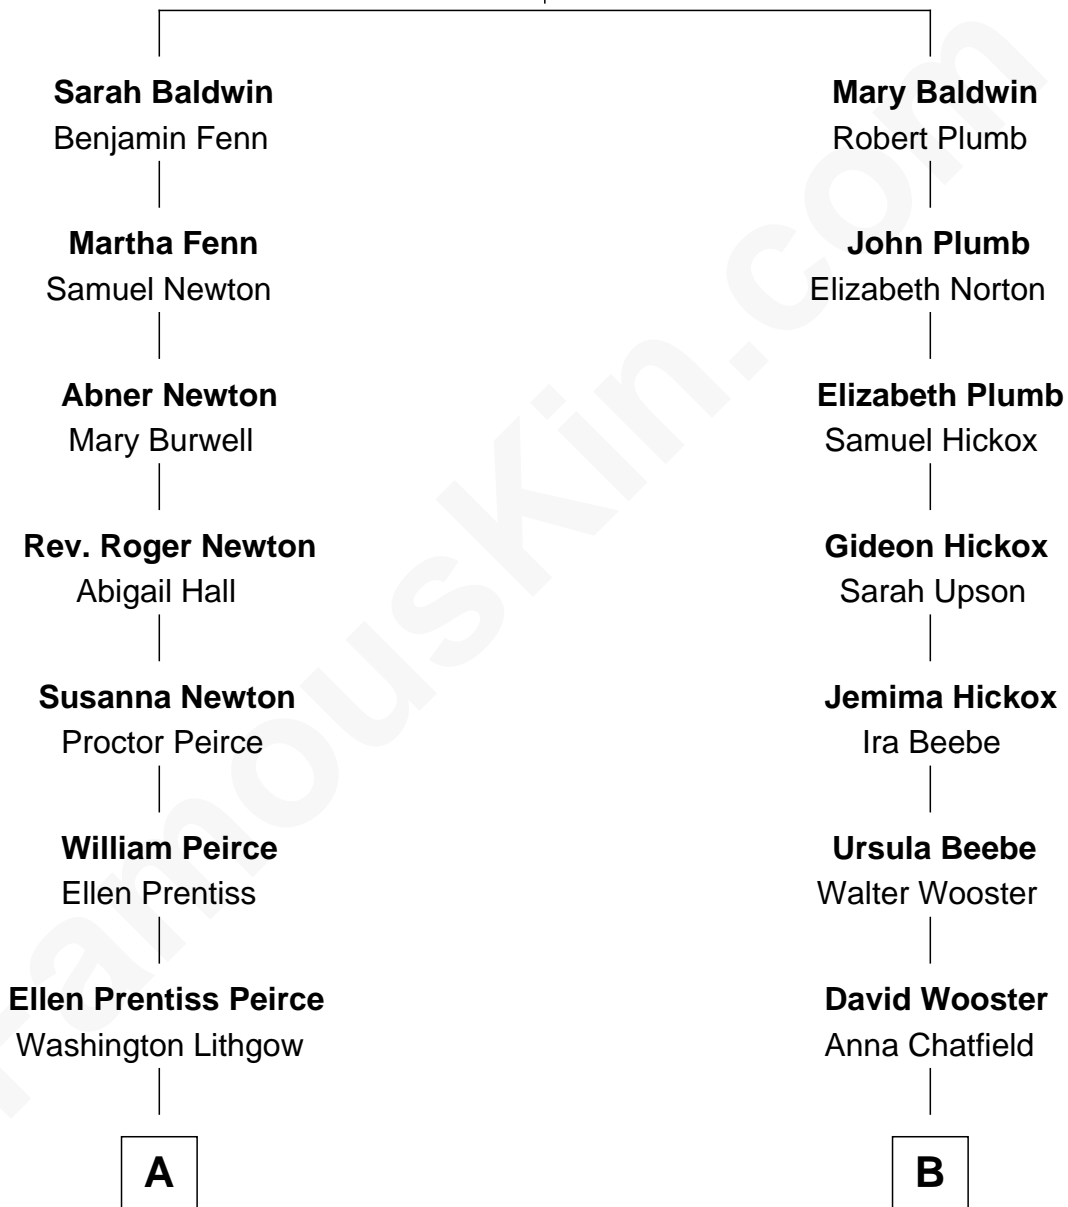 Sarah Baldwin
Benjamin Fenn
Martha Fenn
Samuel Newton
Abner Newton
Mary Burwell
Rev. Roger Newton
Abigail Hall
Susanna Newton
Proctor Peirce
William Peirce
Ellen Prentiss
Ellen Prentiss Peirce
Washington Lithgow
A
Mary Baldwin
Robert Plumb
John Plumb
Elizabeth Norton
Elizabeth Plumb
Samuel Hickox
Gideon Hickox
Sarah Upson
Jemima Hickox
Ira Beebe
Ursula Beebe
Walter Wooster
David Wooster
Anna Chatfield
B
FamousKin.com